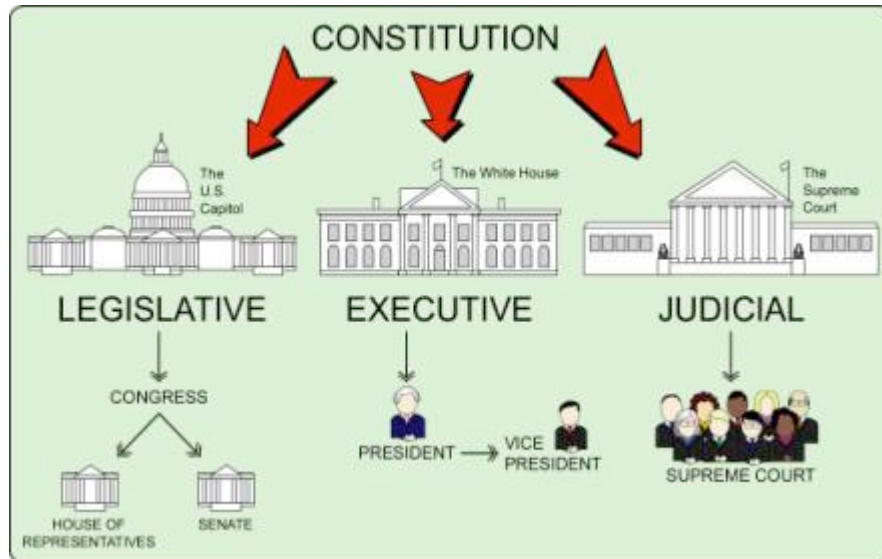 CONSTITUTION
The
U.S.
Capitol
The White House
The
Supreme
Court
LEGISLATIVE
EXECUTIVE
JUDICIAL
CONGRESS
PRESIDENT
VICE
PRESIDENT
SUPREME COURT
HOUSE OF
REPRESENTATIVES
SENATE